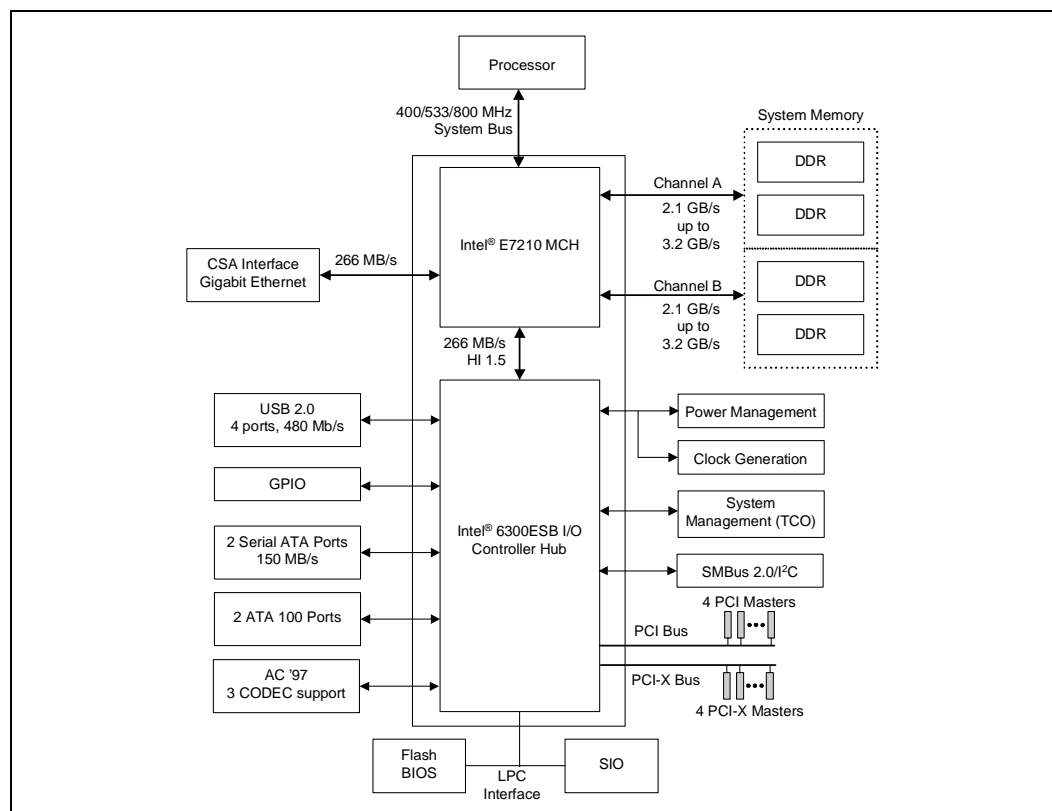 Processor
400/533/800 MHz
System Bus
System Memory
DDR
DDR
Channel A
2.1 GB/s
up to
3.2 GB/s
Intel® E7210 MCH
CSA Interface
Gigabit Ethernet
266 MB/s
DDR
DDR
Channel B
2.1 GB/s
up to
3.2 GB/s
266 MB/s
HI 1.5
USB 2.0
4 ports, 480 Mb/s
Power Management
Clock Generation
GPIO
System
Management (TCO)
Intel® 6300ESB I/O
Controller Hub
2 Serial ATA Ports
150 MB/s
SMBus 2.0/I²C
4 PCI Masters
2 ATA 100 Ports
PCI Bus
PCI-X Bus
AC '97
3 CODEC support
4 PCI-X Masters
Flash
BIOS
LPC
Interface
SIO